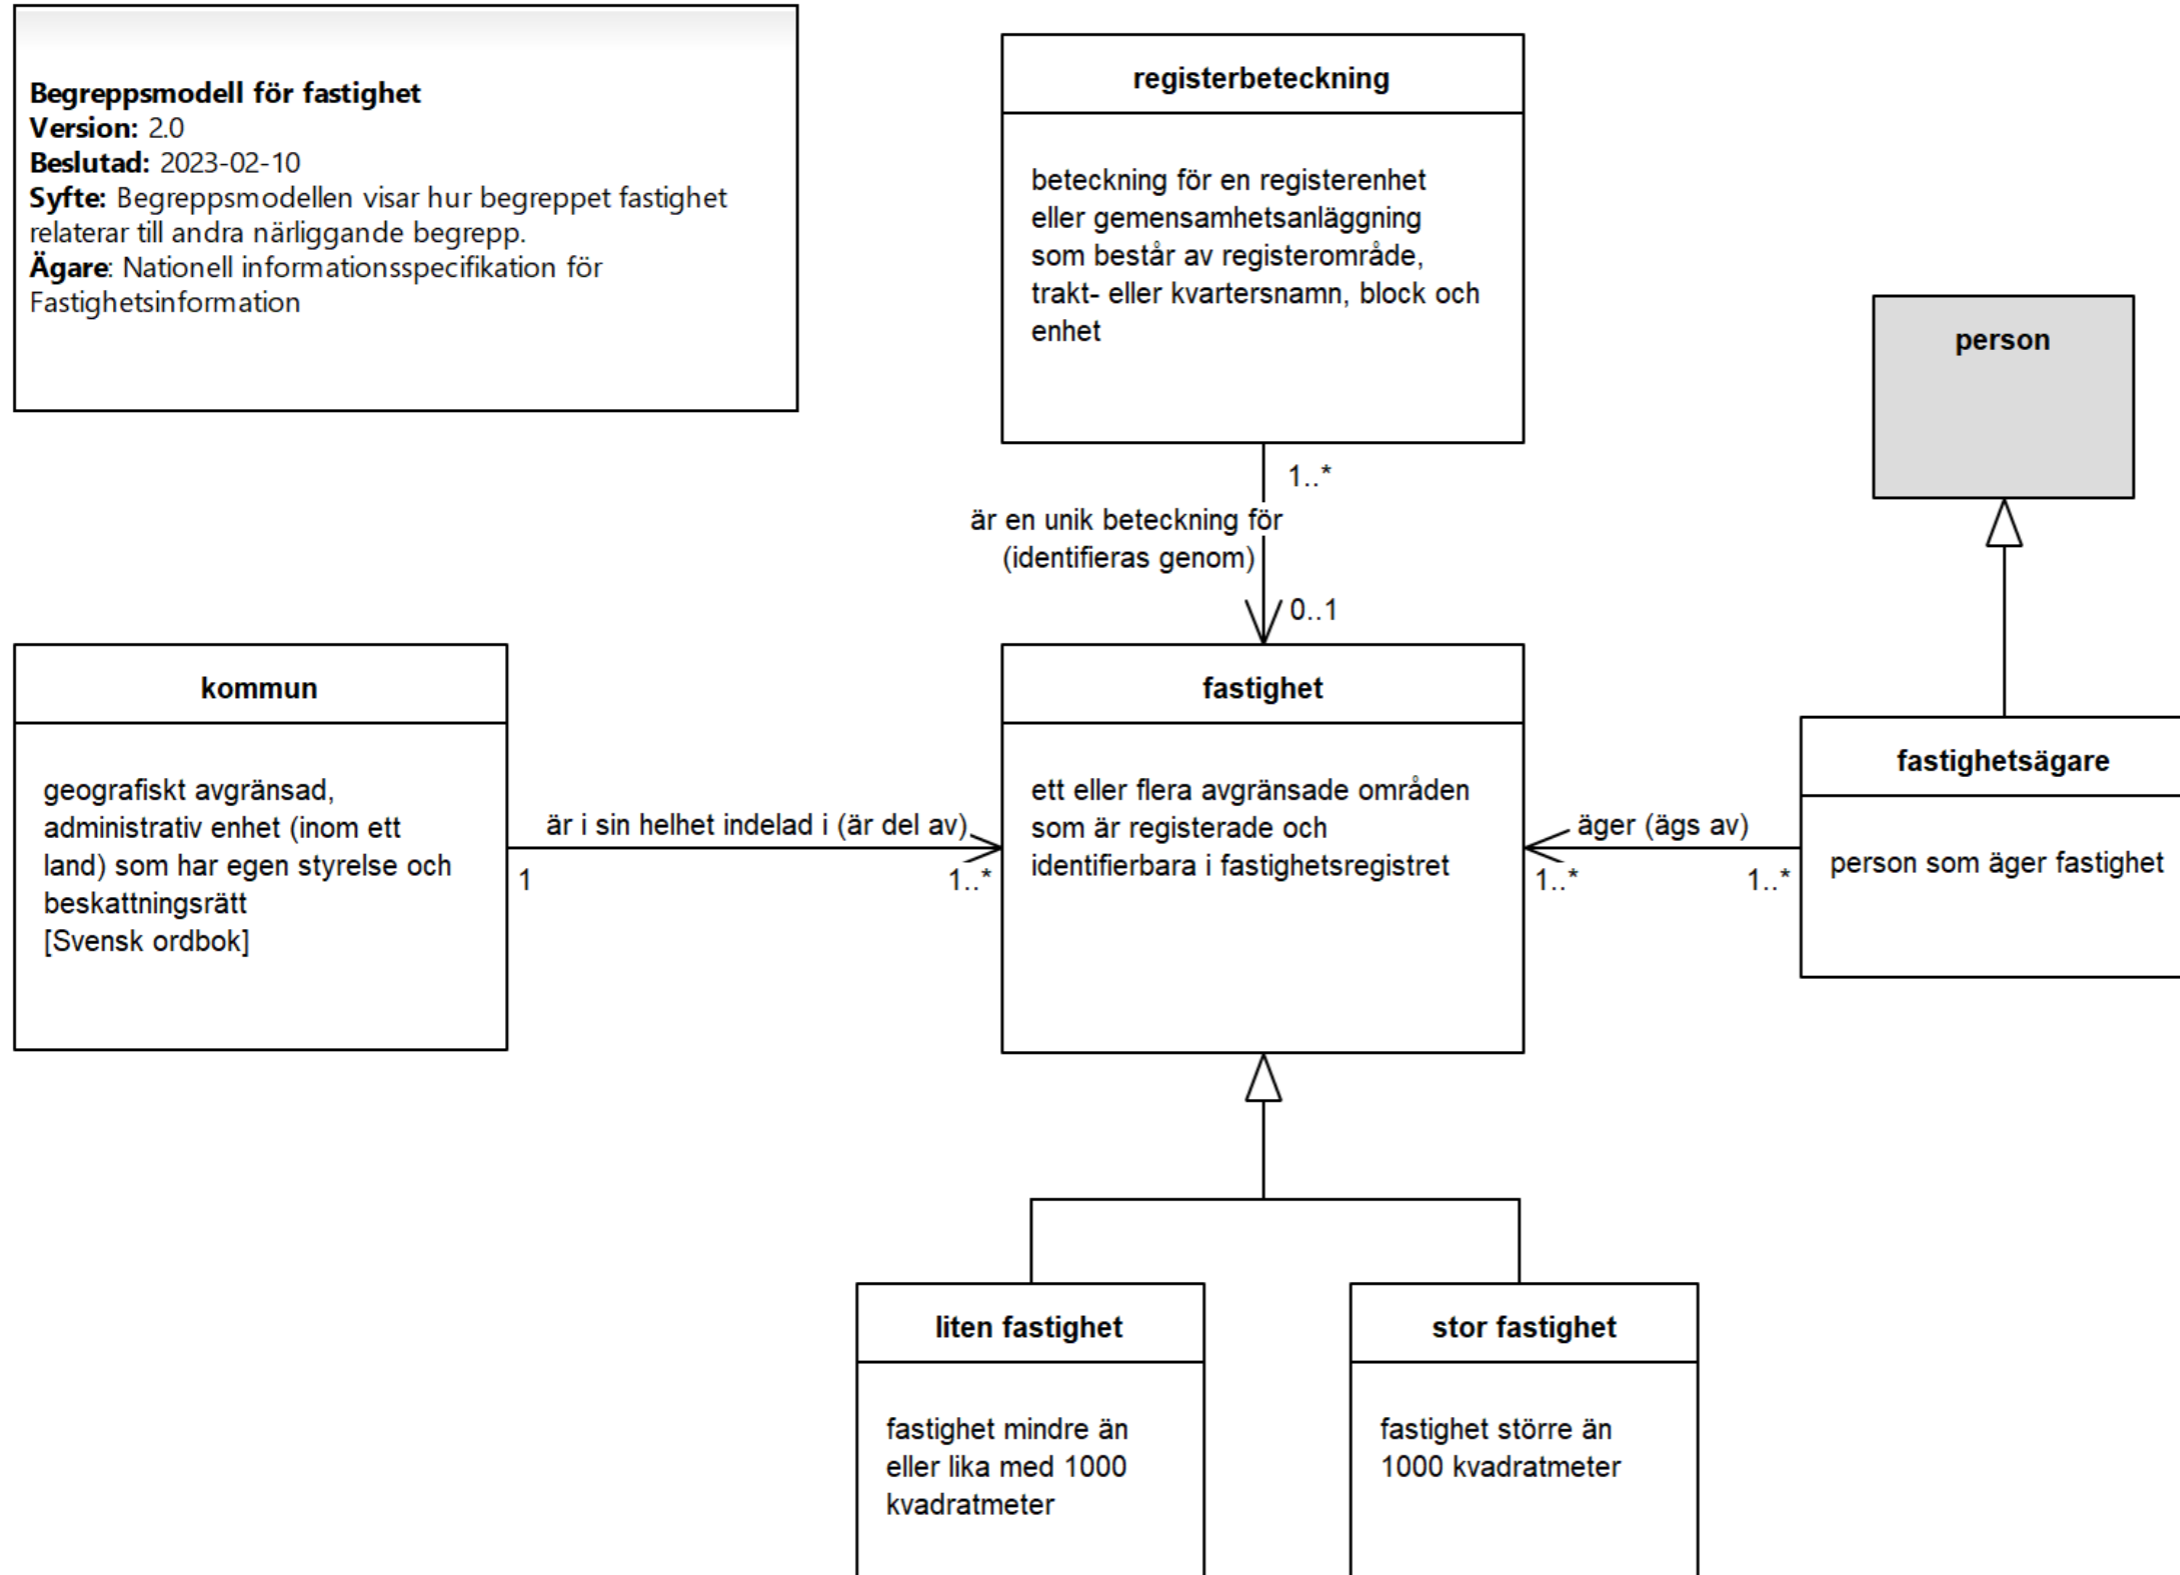 Begreppsmodell för fastighet
Version: 2.0
Beslutad: 2023-02-10
Syfte: Begreppsmodellen visar hur begreppet fastighet
relaterar till andra närliggande begrepp.
Ägare: Nationell informationsspecifikation för
Fastighetsinformation
registerbeteckning
beteckning för en registerenhet
eller gemensamhetsanläggning
som består av registerområde,
trakt- eller kvartersnamn, block och
enhet
person
1..*
är en unik beteckning för
(identifieras genom)
0..1
kommun
geografiskt avgränsad,
administrativ enhet (inom ett
land) som har egen styrelse och
beskattningsrätt
[Svensk ordbok]
är i sin helhet indelad i (är del av)
1
1..*
fastighet
ett eller flera avgränsade områden
som är registerade och
identifierbara i fastighetsregistret
äger (ägs av)
1..*
1..*
fastighetsägare
person som äger fastighet
liten fastighet
fastighet mindre än
eller lika med 1000
kvadratmeter
stor fastighet
fastighet större än
1000 kvadratmeter